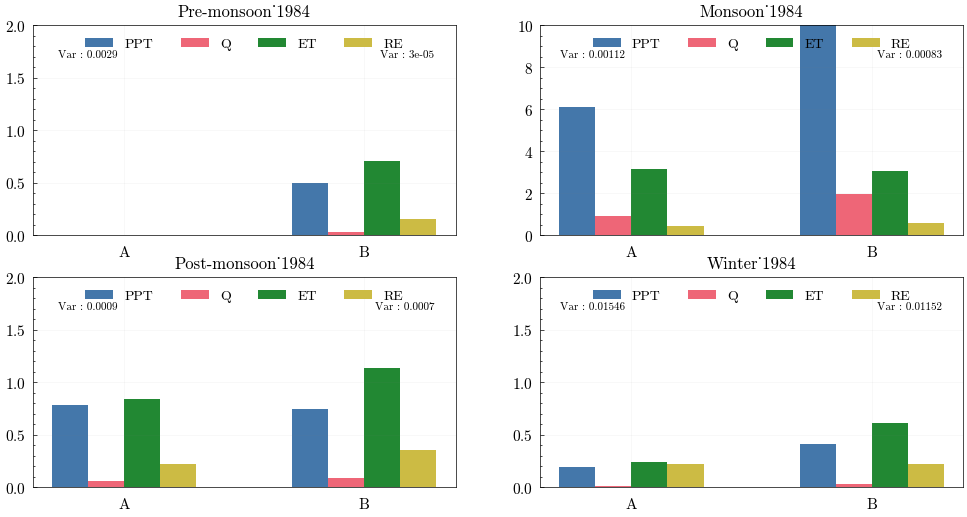 Pre-monsoon˙1984
2.0
1.5
1.0
0.5
0.0
PPT Q ET RE
Var : 0.0029 Var : 3e-05
A B
Monsoon˙1984
10
8
6
4
2
0
PPT Q ET RE
Var : 0.00112 Var : 0.00083
A B
Post-monsoon˙1984
2.0
1.5
1.0
0.5
0.0
PPT Q ET RE
Var : 0.0009 Var : 0.0007
A B
Winter˙1984
2.0
1.5
1.0
0.5
0.0
PPT Q ET RE
Var : 0.01546 Var : 0.01152
A B